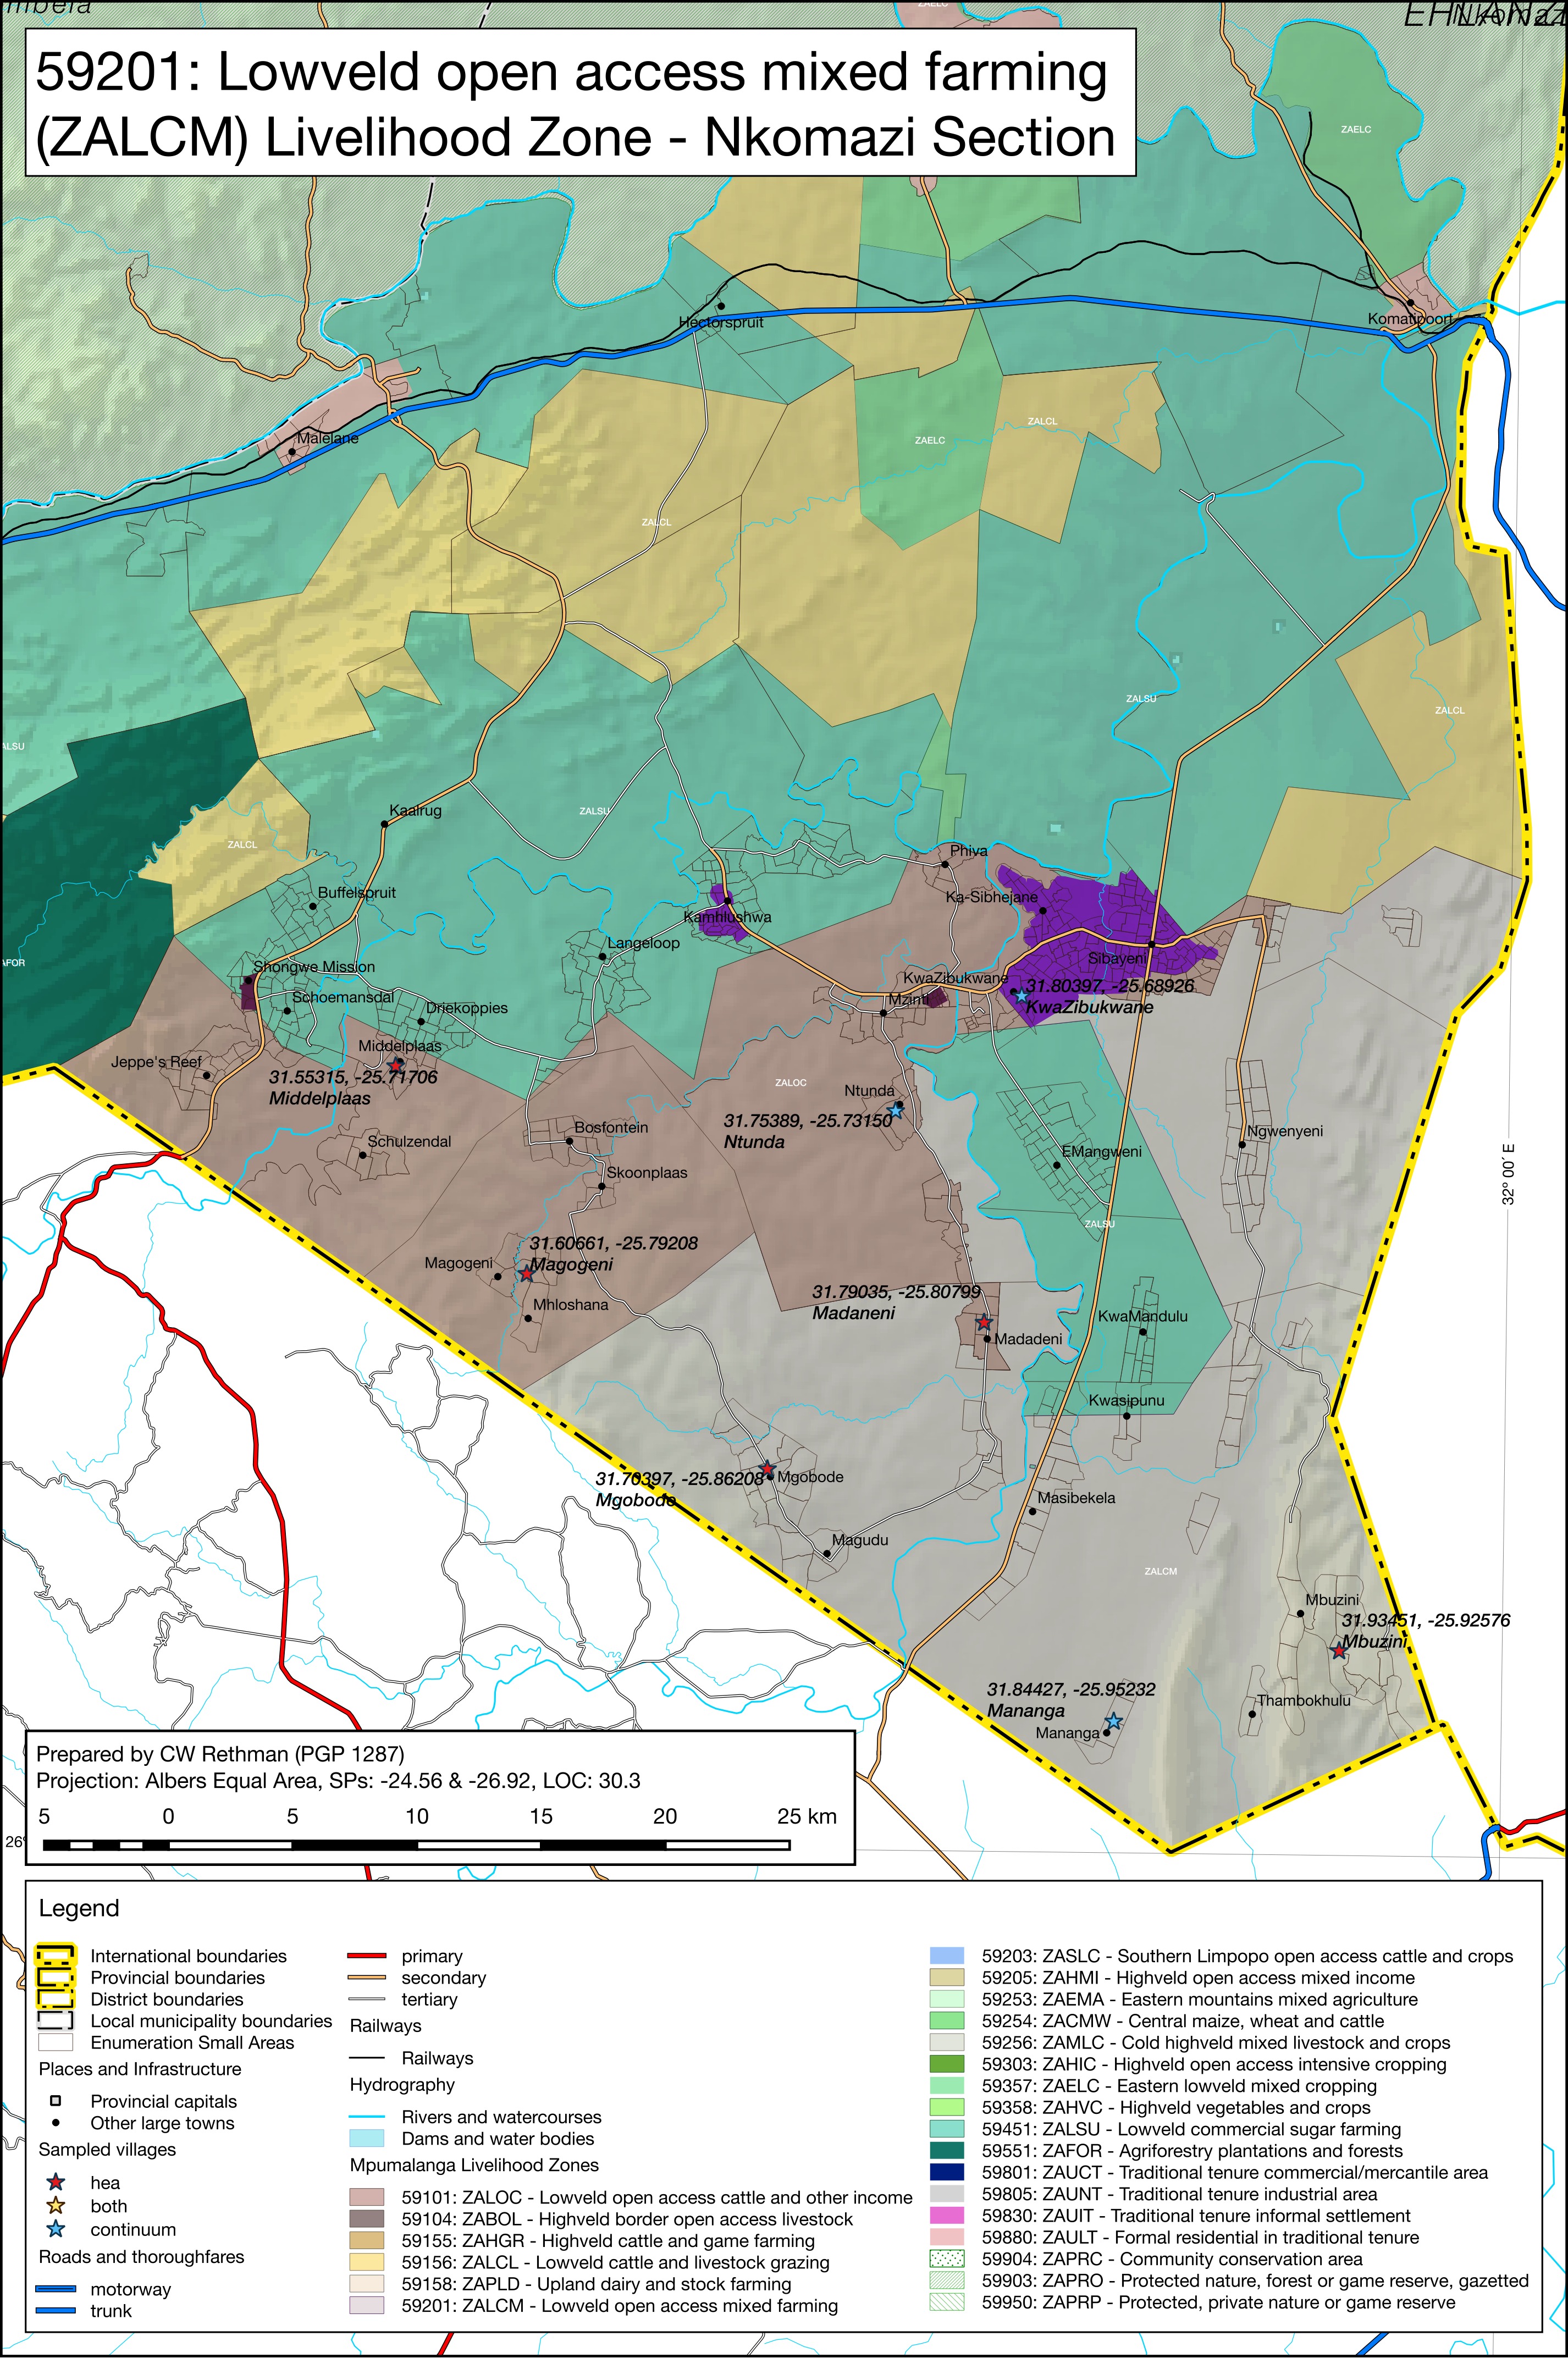 mbela
ZAELC
EHLANZ
Nkomaz
59201: Lowveld open access mixed farming
(ZALCM) Livelihood Zone - Nkomazi Section
ZAELC
Hectorspruit
Komatipoort
Malelane
ZALCL
ZAELC
ZALCL
ZALSU
ZALCL
ALSU
Kaalrug
ZALSU
ZALCL
Phiva
Buffelspruit
Ka-Sibhejane
Kamhlushwa
Langeloop
Sibayeni
AFOR
Shongwe Mission
KwaZibukwane
31.80397, -25.68926
KwaZibukwane
Schoemansdal
Mzinti
Driekoppies
Middelplaas
Jeppe's Reef
31.55315, -25.71706
Middelplaas
ZALOC
Ntunda
31.75389, -25.73150
Ntunda
Bosfontein
Ngwenyeni
Schulzendal
EMangweni
Skoonplaas
32° 00´ E
ZALSU
31.60661, -25.79208
Magogeni
Magogeni
31.79035, -25.80799
Madaneni
Mhloshana
KwaMandulu
Madadeni
Kwasipunu
31.70397, -25.86208
Mgobode
Mgobode
Masibekela
Magudu
ZALCM
Mbuzini
31.93451, -25.92576
Mbuzini
31.84427, -25.95232
Mananga
Thambokhulu
Mananga
Prepared by CW Rethman (PGP 1287)
Projection: Albers Equal Area, SPs: -24.56 & -26.92, LOC: 30.3
5 0 5 10 15 20 25 km
26°
Legend
International boundaries
Provincial boundaries
District boundaries
Local municipality boundaries
Enumeration Small Areas
Places and Infrastructure
Provincial capitals
Other large towns
Sampled villages
hea
both
continuum
Roads and thoroughfares
motorway
trunk
primary
secondary
tertiary
Railways
Railways
Hydrography
Rivers and watercourses
Dams and water bodies
Mpumalanga Livelihood Zones
59101: ZALOC - Lowveld open access cattle and other income
59104: ZABOL - Highveld border open access livestock
59155: ZAHGR - Highveld cattle and game farming
59156: ZALCL - Lowveld cattle and livestock grazing
59158: ZAPLD - Upland dairy and stock farming
59201: ZALCM - Lowveld open access mixed farming
59203: ZASLC - Southern Limpopo open access cattle and crops
59205: ZAHMI - Highveld open access mixed income
59253: ZAEMA - Eastern mountains mixed agriculture
59254: ZACMW - Central maize, wheat and cattle
59256: ZAMLC - Cold highveld mixed livestock and crops
59303: ZAHIC - Highveld open access intensive cropping
59357: ZAELC - Eastern lowveld mixed cropping
59358: ZAHVC - Highveld vegetables and crops
59451: ZALSU - Lowveld commercial sugar farming
59551: ZAFOR - Agriforestry plantations and forests
59801: ZAUCT - Traditional tenure commercial/mercantile area
59805: ZAUNT - Traditional tenure industrial area
59830: ZAUIT - Traditional tenure informal settlement
59880: ZAULT - Formal residential in traditional tenure
59904: ZAPRC - Community conservation area
59903: ZAPRO - Protected nature, forest or game reserve, gazetted
59950: ZAPRP - Protected, private nature or game reserve